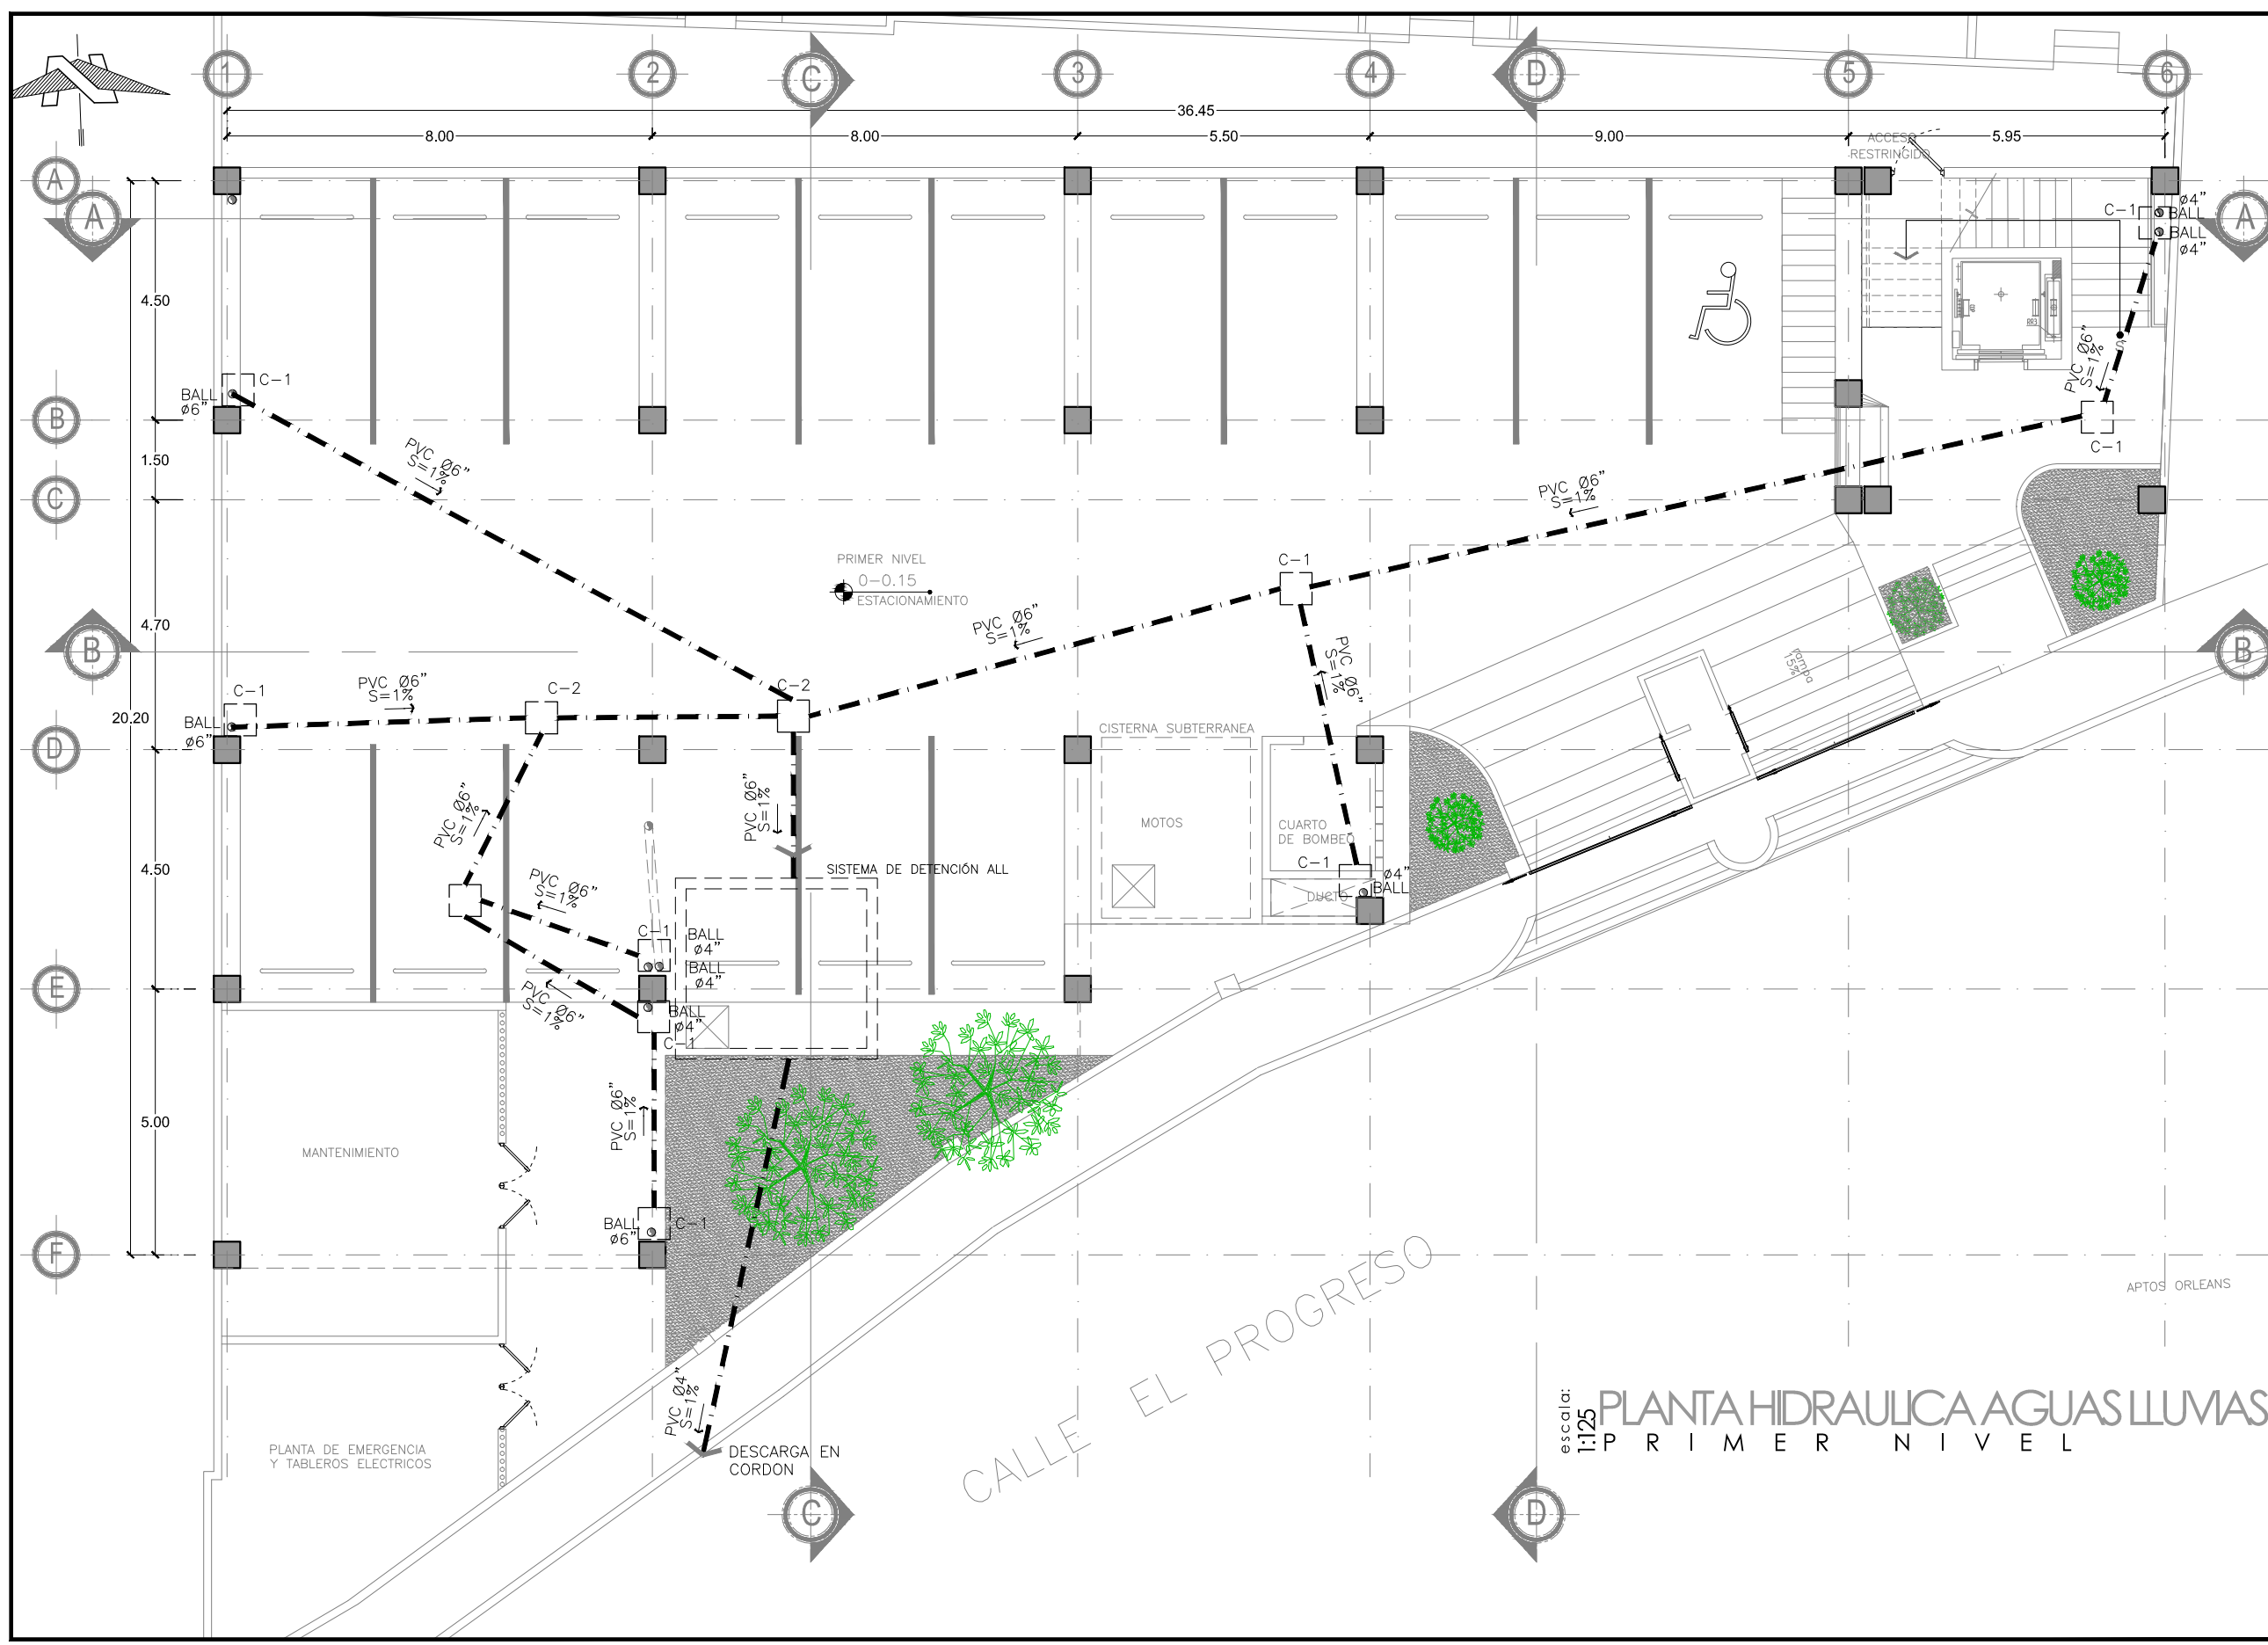 1
2
C
3
4
D
5
6
36.45
8.00
8.00
5.50
9.00
5.95
ACCESO
RESTRINGIDO
A
A
A
C-1
ø4"
BALL
BALL
ø4"
4.50
S
PVC Ø6"
S=1%
C-1
BALL
ø6"
C-1
B
1.50
PVC Ø6"
S=1%
PVC Ø6"
S=1%
C
PRIMER NIVEL
0-0.15
ESTACIONAMIENTO
C-1
PVC Ø6"
S=1%
4.70
B
B
rampa
15%
PVC Ø6"
S=1%
C-1
PVC Ø6"
S=1%
C-2
C-2
20.20
BALL
ø6"
D
CISTERNA SUBTERRANEA
PVC Ø6"
S=1%
PVC Ø6"
S=1%
MOTOS
CUARTO
DE BOMBEO
4.50
SISTEMA DE DETENCIÓN ALL
C-1
ø4"
BALL
DUCTO
PVC Ø6"
S=1%
C-1
BALL
ø4"
BALL
ø4"
E
PVC Ø6"
S=1%
BALL
ø4"
C-1
PVC Ø6"
S=1%
5.00
MANTENIMIENTO
BALL
ø6"
C-1
F
CALLE EL PROGRESO
APTOS ORLEANS
PVC Ø4"
S=1%
DESCARGA EN
CORDON
PLANTA DE EMERGENCIA
Y TABLEROS ELECTRICOS
escala:
1:125
PLANTA HIDRAULICA AGUAS LLUVIAS
PRIMER NIVEL
C
D